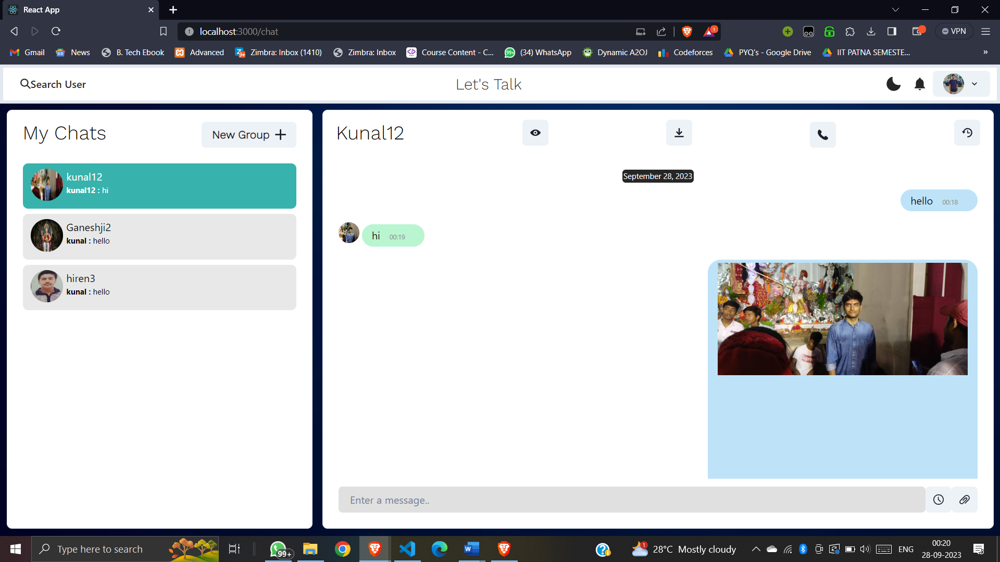 React App
localhost:3000/chat
1
VPN
Gmail
News
B. Tech Ebook
Advanced
Zimbra: Inbox (1410)
Zimbra: Inbox
Course Content - C...
(34) WhatsApp
Dynamic A2OJ
Codeforces
PYQ's - Google Drive
IIT PATNA SEMESTE...
»
Search User
Let's Talk
My Chats
New Group
kunal12
kunal12 : hi
Ganeshji2
kunal : hello
hiren3
kunal : hello
Kunal12
September 28, 2023
hello 00:18
hi 00:19
Supreme
Enter a message..
Type here to search
99+
1
28°C Mostly cloudy
ENG
00:20
28-09-2023